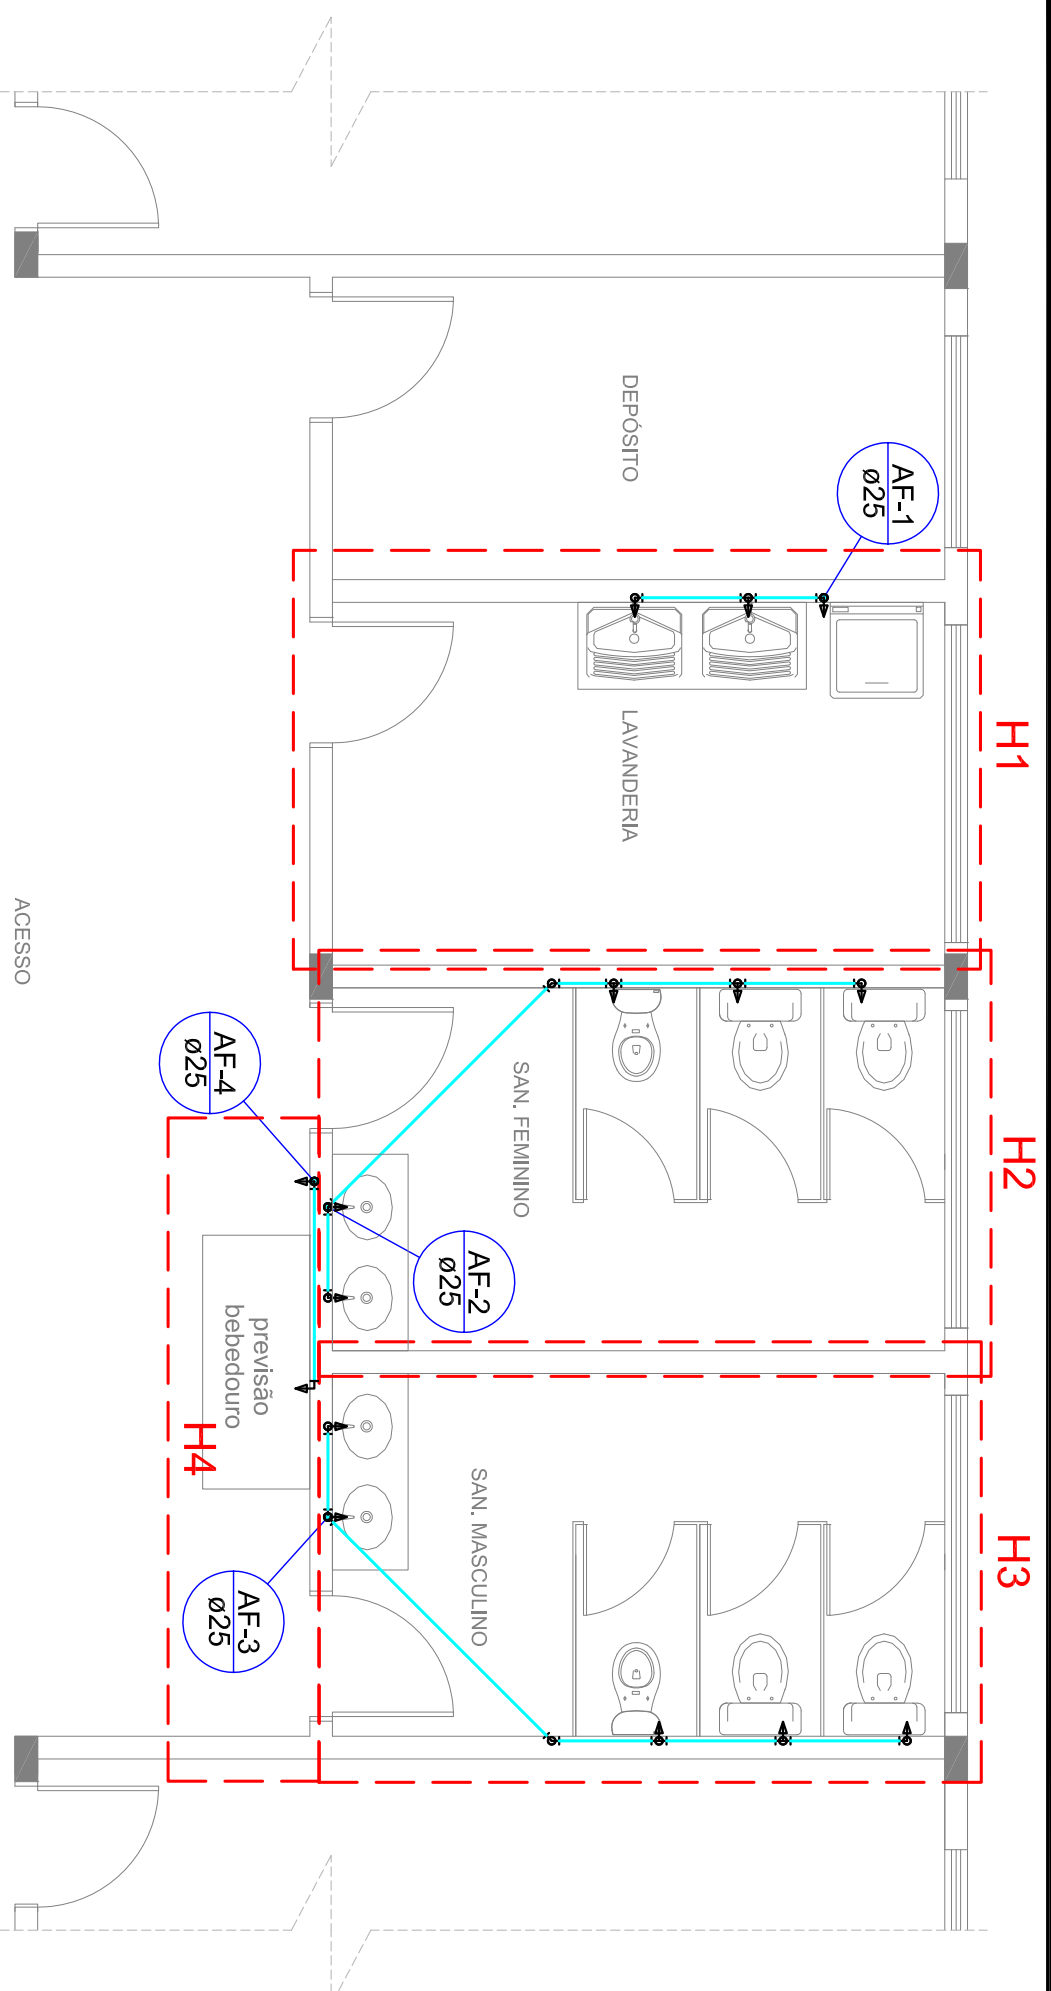 DEPÓSITO
AF-1
ø25
H1
LAVANDERIA
ACESSO
H2
SAN. FEMININO
AF-4
ø25
AF-2
ø25
previsão
bebedouro
H4
H3
SAN. MASCULINO
AF-3
ø25